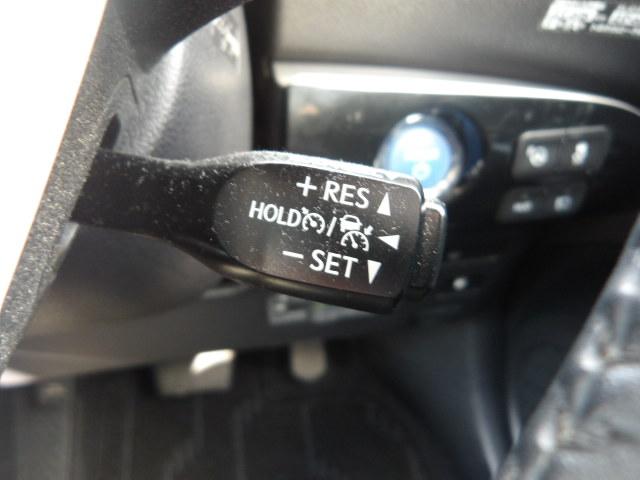 + RES ▲
HOLD / ◀
− SET ▼